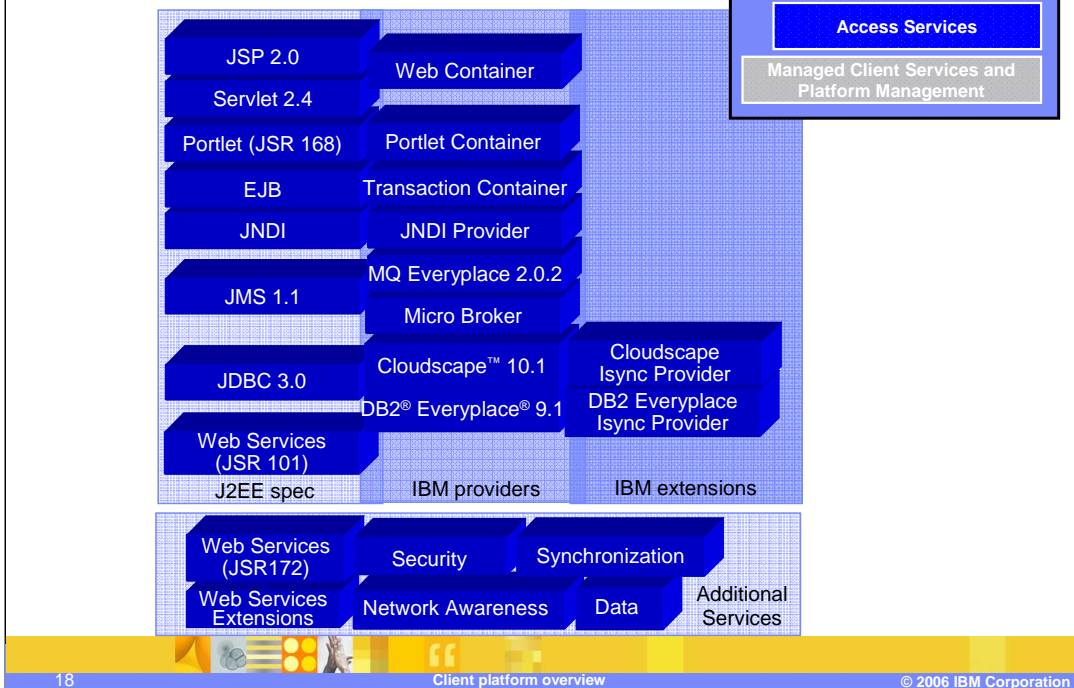 Access Services
Managed Client Services and
Platform Management
JSP 2.0
Servlet 2.4
Portlet (JSR 168)
EJB
JNDI
JMS 1.1
JDBC 3.0
Web Services
(JSR 101)
J2EE spec
Web Container
Portlet Container
Transaction Container
JNDI Provider
MQ Everyplace 2.0.2
Micro Broker
Cloudscape™ 10.1
DB2® Everyplace® 9.1
IBM providers
Cloudscape
Isync Provider
DB2 Everyplace
Isync Provider
IBM extensions
Web Services
(JSR172)
Security
Synchronization
Web Services
Extensions
Network Awareness
Data
Additional
Services
18
Client platform overview
© 2006 IBM Corporation